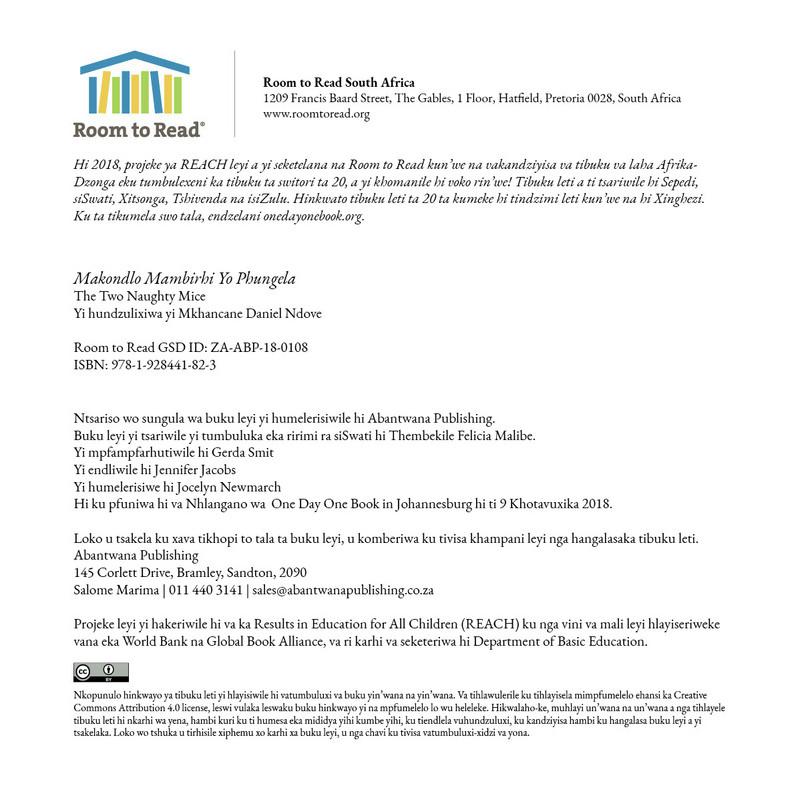 Room to Read®
Room to Read South Africa
1209 Francis Baard Street, The Gables, 1 Floor, Hatfield, Pretoria 0028, South Africa
www.roomtoread.org
Hi 2018, projeke ya REACH leyi a yi seketelana na Room to Read kun’we na vakandziyisa va tibuku va laha Afrika-
Dzonga eku tumbulexeni ka tibuku ta switori ta 20, a yi khomanile hi voko rin’we! Tibuku leti a ti tsariwile hi Sepedi,
siSwati, Xitsonga, Tshivenda na isiZulu. Hinkwato tibuku leti ta 20 ta kumeke hi tindzimi leti kun’we na hi Xinghezi.
Ku ta tikumela swo tala, endzelani onedayonebook.org.
Makondlo Mambirhi Yo Phungela
The Two Naughty Mice
Yi hundzulixiwa yi Mkhancane Daniel Ndove
Room to Read GSD ID: ZA-ABP-18-0108
ISBN: 978-1-928441-82-3
Ntsariso wo sungula wa buku leyi yi humelerisiwile hi Abantwana Publishing.
Buku leyi yi tsariwile yi tumbuluka eka ririmi ra siSwati hi Thembekile Felicia Malibe.
Yi mpfampfarhutiwile hi Gerda Smit
Yi endliwile hi Jennifer Jacobs
Yi humelerisiwe hi Jocelyn Newmarch
Hi ku pfuniwa hi va Nhlangano wa One Day One Book in Johannesburg hi ti 9 Khotavuxika 2018.
Loko u tsakela ku xava tikhopi to tala ta buku leyi, u komberiwa ku tivisa khampani leyi nga hangalasaka tibuku leti.
Abantwana Publishing
145 Corlett Drive, Bramley, Sandton, 2090
Salome Marima | 011 440 3141 | sales@abantwanapublishing.co.za
Projeke leyi yi hakeriwile hi va ka Results in Education for All Children (REACH) ku nga vini va mali leyi hlayiseriweke
vana eka World Bank na Global Book Alliance, va ri karhi va seketeriwa hi Department of Basic Education.
cc BY
Nkopunulo hinkwayo ya tibuku leti yi hlayisiwile hi vatumbuluxi va buku yin’wana na yin’wana. Va tihlawulerile ku tihlayisela mimpfumelelo ehansi ka Creative
Commons Attribution 4.0 license, leswi vulaka leswaku buku hinkwayo yi na mpfumelelo lo wu heleleke. Hikwalaho-ke, muhlayi un’wana na un’wana a nga tihlayele
tibuku leti hi nkarhi wa yena, hambi kuri ku ti humesa eka mididya yihi kumbe yihi, ku tiendlela vuhundzuluxi, ku kandziyisa hambi ku hangalasa buku leyi a yi
tsakelaka. Loko wo tshuka u tirhisile xiphemu xo karhi xa buku leyi, u nga chavi ku tivisa vatumbuluxi-xidzi va yona.